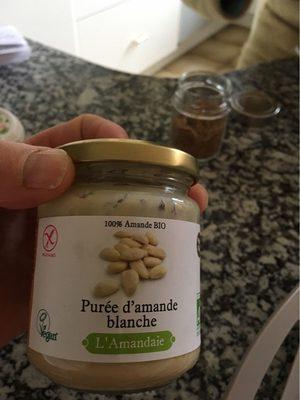 100% Amande BIO
Purée d'amande
blanche
L'Amandaie
Vegan